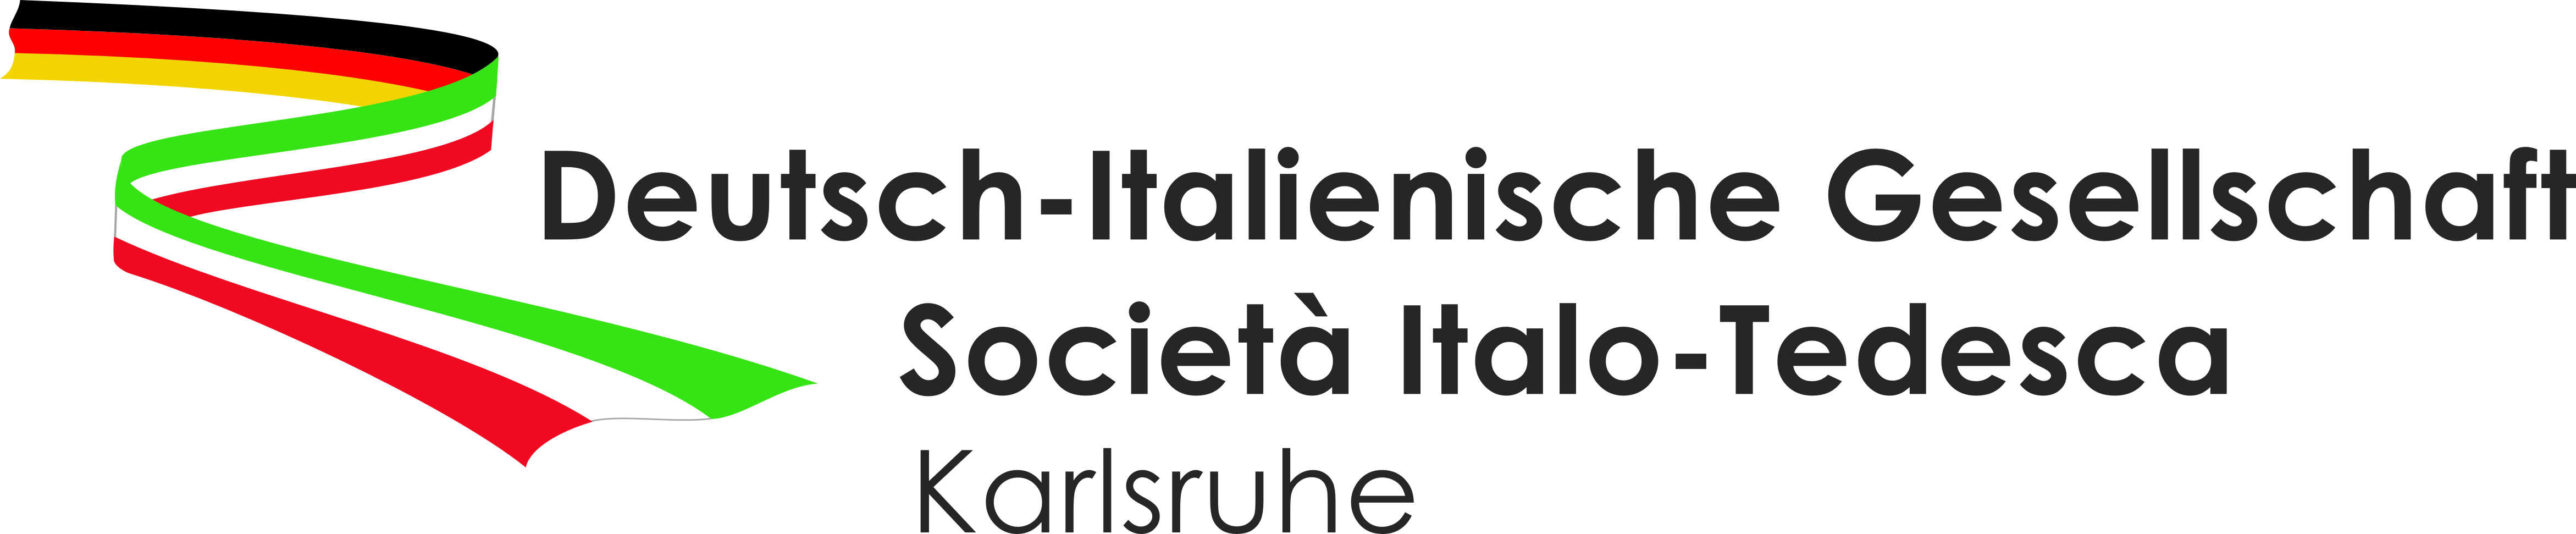 Deutsch-Italienische Gesellschaft
Società Italo-Tedesca
Karlsruhe